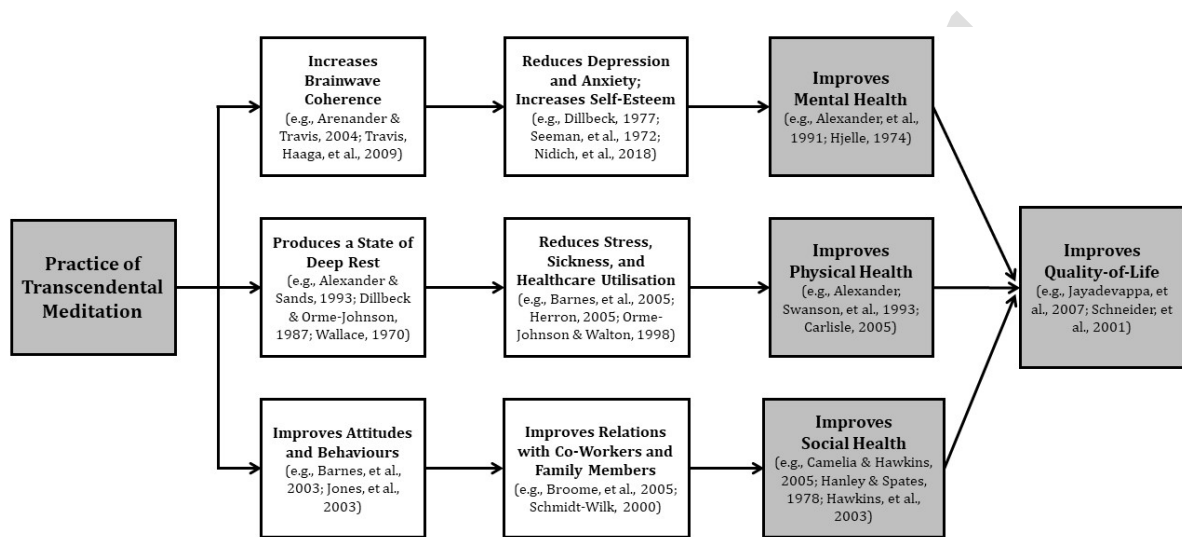 Increases
Brainwave
Coherence
(e.g., Arenander &
Travis, 2004; Travis,
Haaga, et al., 2009)
Reduces Depression
and Anxiety;
Increases Self-Esteem
(e.g., Dillbeck, 1977;
Seeman, et al., 1972;
Nidich, et al., 2018)
Improves
Mental Health
(e.g., Alexander, et al.,
1991; Hjelle, 1974)
Practice of
Transcendental
Meditation
Produces a State of
Deep Rest
(e.g., Alexander &
Sands, 1993; Dillbeck
& Orme-Johnson,
1987; Wallace, 1970)
Reduces Stress,
Sickness, and
Healthcare Utilisation
(e.g., Barnes, et al., 2005;
Herron, 2005; Orme-
Johnson & Walton, 1998)
Improves
Physical Health
(e.g., Alexander,
Swanson, et al., 1993;
Carlisle, 2005)
Improves
Quality-of-Life
(e.g., Jayadevappa, et
al., 2007; Schneider, et
al., 2001)
Improves Attitudes
and Behaviours
(e.g., Barnes, et al.,
2003; Jones, et al.,
2003)
Improves Relations
with Co-Workers and
Family Members
(e.g., Broome, et al., 2005;
Schmidt-Wilk, 2000)
Improves
Social Health
(e.g., Camelia & Hawkins,
2005; Hanley & Spates,
1978; Hawkins, et al.,
2003)